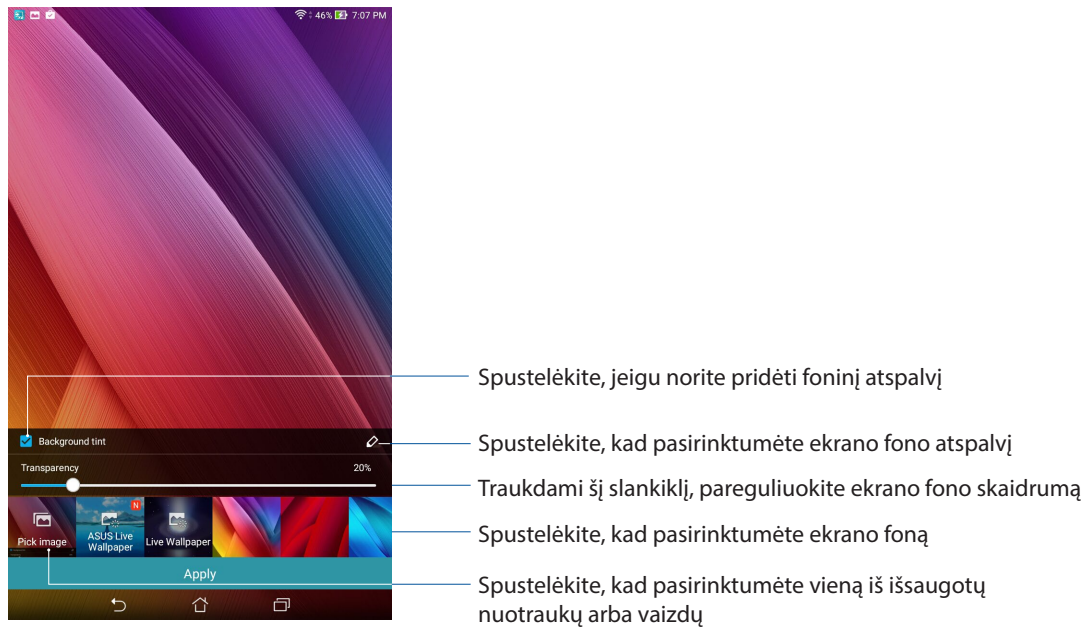 46% 7:07 PM
Spustelėkite, jeigu norite pridėti foninį atspalvį
Background tint
Spustelėkite, kad pasirinktumėte ekrano fono atspalvį
Transparency 20%
Traukdami šį slankiklį, pareguliuokite ekrano fono skaidrumą
N
Pick image
ASUS Live
Wallpaper
Live Wallpaper
Spustelėkite, kad pasirinktumėte ekrano foną
Apply
Spustelėkite, kad pasirinktumėte vieną iš išsaugotų
nuotraukų arba vaizdų